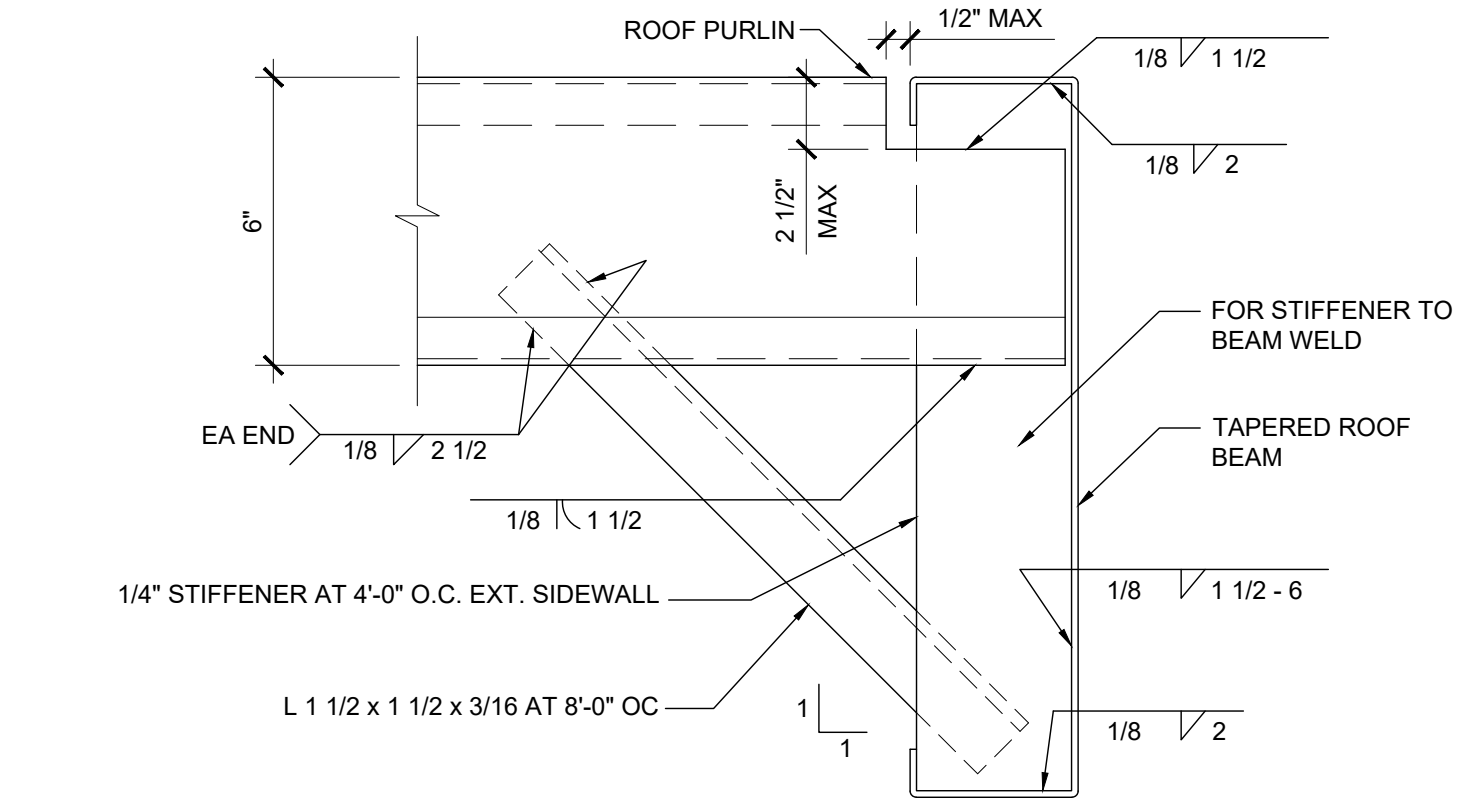 1/2" MAX
ROOF PURLIN
1/8 1 1/2
1/8 2
6"
2 1/2"
MAX
FOR STIFFENER TO
BEAM WELD
TAPERED ROOF
BEAM
EA END
1/8 2 1/2
1/8 1 1/2
1/4" STIFFENER AT 4'-0" O.C. EXT. SIDEWALL
1/8 1 1/2 - 6
L 1 1/2 x 1 1/2 x 3/16 AT 8'-0" OC
1
1
1/8 2